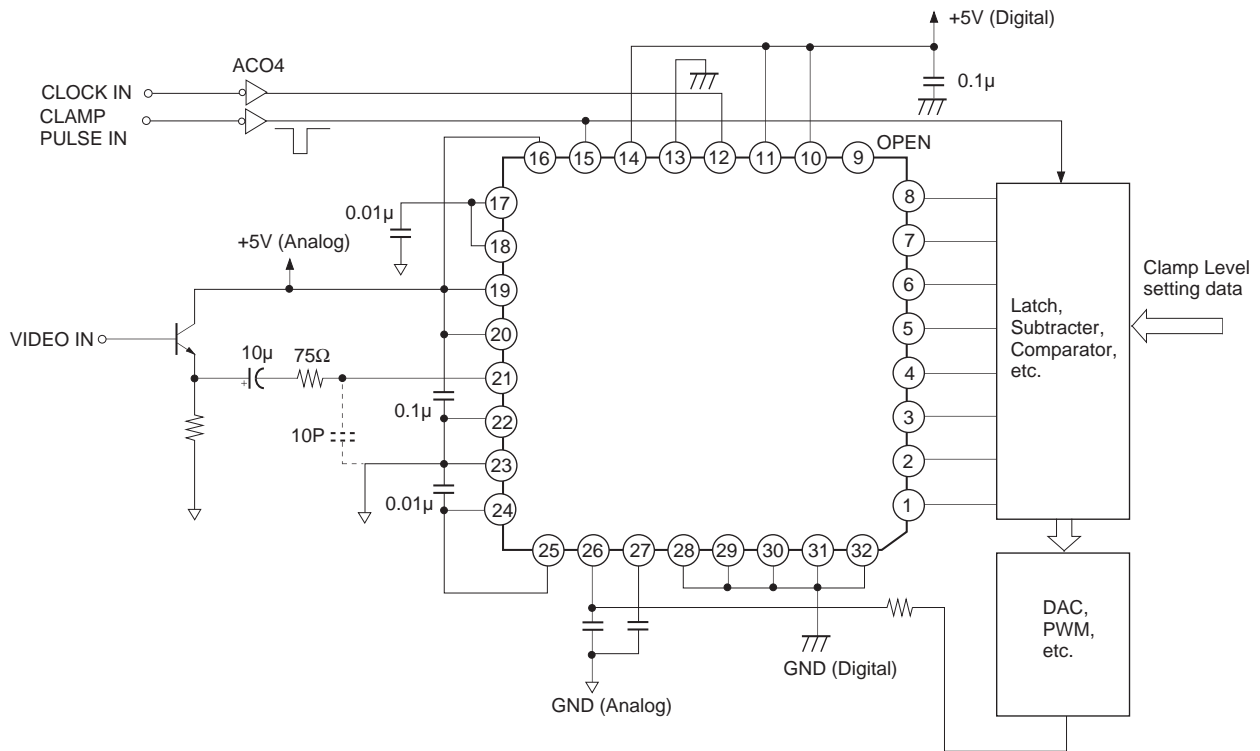 +5V (Digital)
ACO4
0.1µ
CLOCK IN
CLAMP
PULSE IN
OPEN
16 15 14 13 12 11 10 9
8
17
0.01µ
7
18
+5V (Analog)
Clamp Level
setting data
6
19
Latch,
Subtracter,
Comparator,
etc.
VIDEO IN
20
5
10µ
75Ω
+
21
4
0.1µ
22
3
10P
23
2
0.01µ
24
1
25 26 27 28 29 30 31 32
DAC,
PWM,
etc.
GND (Digital)
GND (Analog)